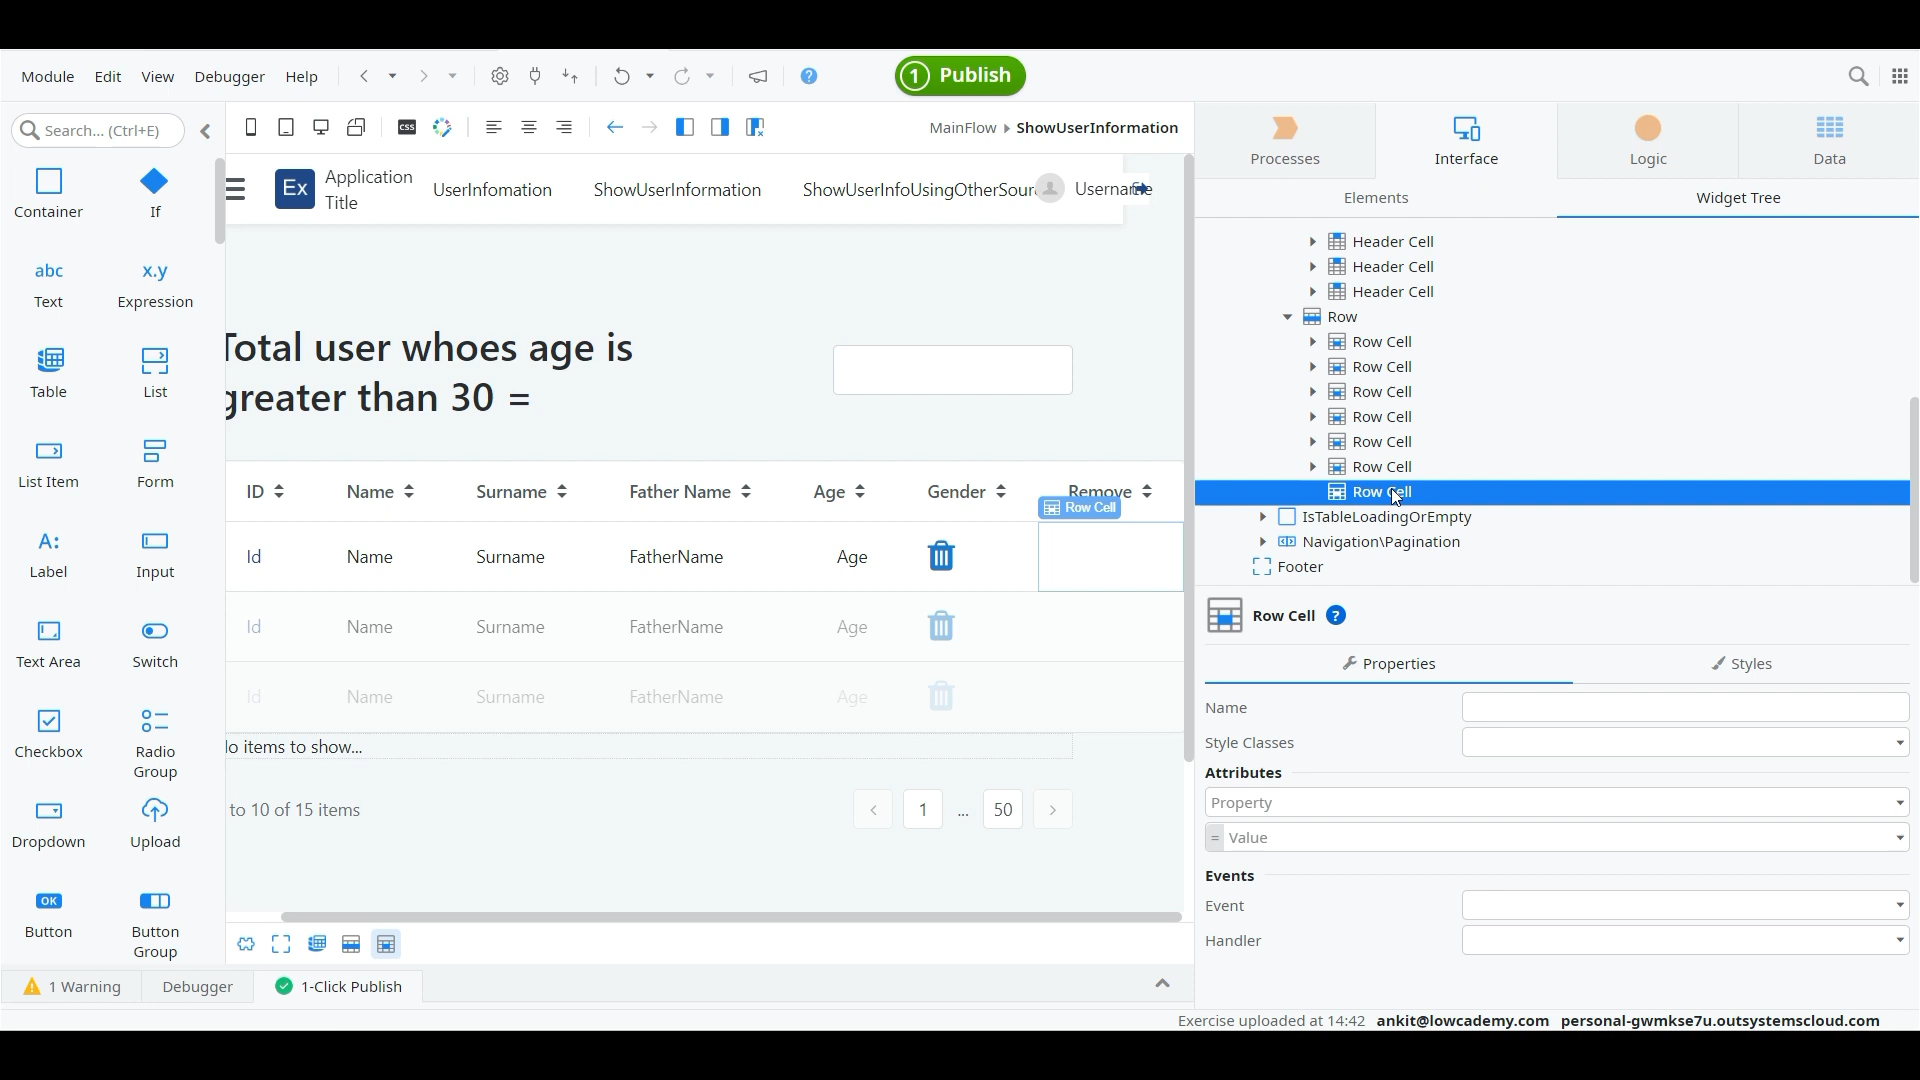 Module Edit View Debugger Help
1 Publish
Search... (Ctrl+E)
Container
If
abc
Text
x.y
Expression
Table
List
List Item
Form
A:
Label
Input
Text Area
Switch
Checkbox
Radio
Group
Dropdown
Upload
OK
Button
Button
Group
CSS
MainFlow ShowUserInformation
Ex
Application
Title
UserInfomation
ShowUserInformation
ShowUserInfoUsingOtherSour
Username
Total user whoes age is
greater than 30 =
ID Name Surname Father Name Age Gender Remove
Row Cell
Id Name Surname FatherName Age
Id Name Surname FatherName Age
Id Name Surname FatherName Age
lo items to show...
to 10 of 15 items
< 1 ... 50 >
Processes
Interface
Logic
Data
Elements
Widget Tree
Header Cell
Header Cell
Header Cell
Row
Row Cell
Row Cell
Row Cell
Row Cell
Row Cell
Row Cell
Row Cell
IsTableLoadingOrEmpty
Navigation\Pagination
Footer
Row Cell ?
Properties
Styles
Name
Style Classes
Attributes
Property
= Value
Events
Event
Handler
1 Warning
Debugger
1-Click Publish
Exercise uploaded at 14:42 ankit@lowcademy.com personal-gwmkse7u.outsystemscloud.com